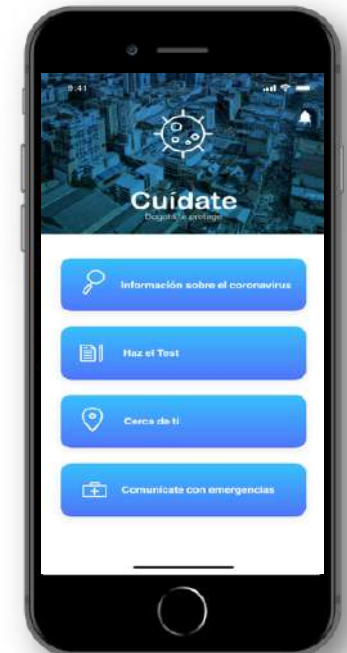 9:41
Cuídate
Bogotá te protege
Información sobre el coronavirus
Haz el Test
Cerca de ti
Comunícate con emergencias